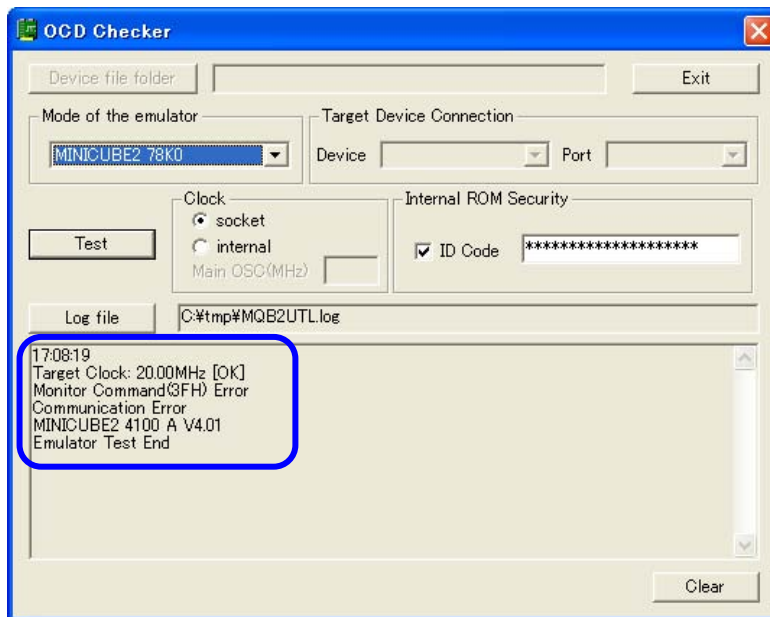 OCD Checker
Device file folder
Exit
Mode of the emulator
MINICUBE2 78K0
Target Device Connection
Device
Port
Test
Clock
socket
internal
Main OSC(MHz)
Internal ROM Security
ID Code
********************
Log file
C:¥tmp¥MQB2UTL.log
17:08:19
Target Clock: 20.00MHz [OK]
Monitor Command(3FH) Error
Communication Error
MINICUBE2 4100 A V4.01
Emulator Test End
Clear